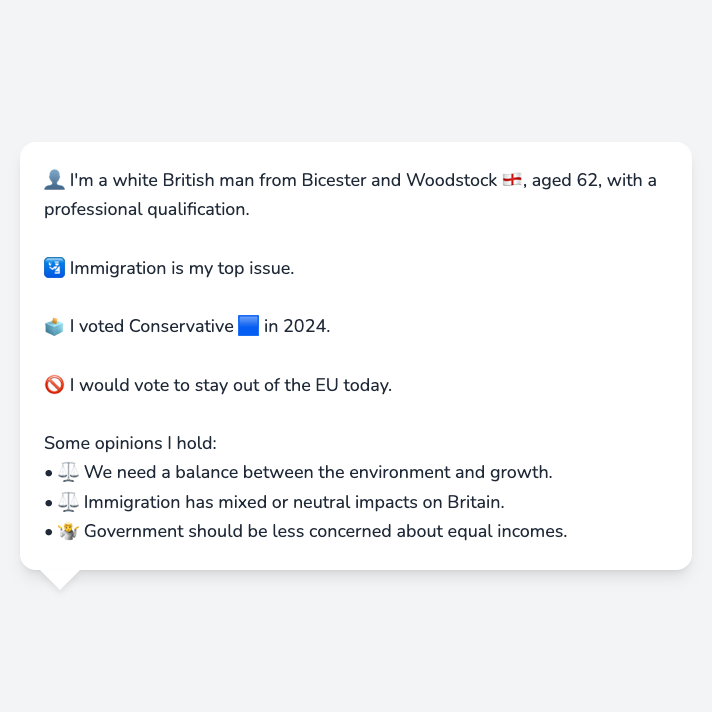 👤 I'm a white British man from Bicester and Woodstock 🏴󠁧󠁢󠁥󠁮󠁧󠁿, aged 62, with a
professional qualification.
🛂 Immigration is my top issue.
🗳️ I voted Conservative 🟦 in 2024.
🚫 I would vote to stay out of the EU today.
Some opinions I hold:
• ⚖️ We need a balance between the environment and growth.
• ⚖️ Immigration has mixed or neutral impacts on Britain.
• 🤷 Government should be less concerned about equal incomes.